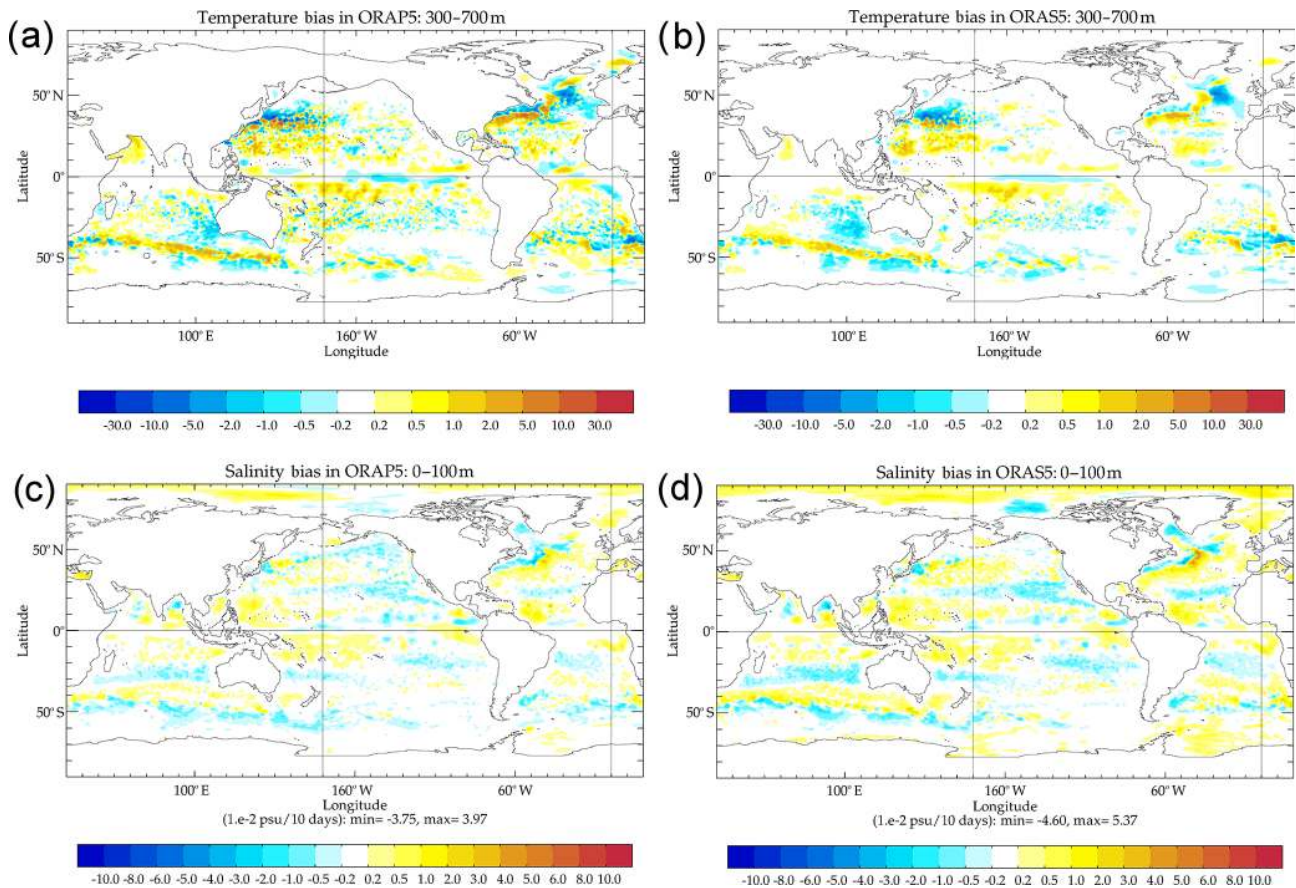 (a)
Temperature bias in ORAP5: 300–700m
50° N
0°
50° S
Latitude
100° E
160° W
60° W
Longitude
-30.0 -10.0 -5.0 -2.0 -1.0 -0.5 -0.2 0.2 0.5 1.0 2.0 5.0 10.0 30.0
(b)
Temperature bias in ORAS5: 300–700m
50° N
0°
50° S
Latitude
100° E
160° W
60° W
Longitude
-30.0 -10.0 -5.0 -2.0 -1.0 -0.5 -0.2 0.2 0.5 1.0 2.0 5.0 10.0 30.0
(c)
Salinity bias in ORAP5: 0–100m
50° N
0°
50° S
Latitude
100° E
160° W
60° W
Longitude
(1.e-2 psu/10 days): min= -3.75, max= 3.97
-10.0 -8.0 -6.0 -5.0 -4.0 -3.0 -2.0 -1.0 -0.5 -0.2 0.2 0.5 1.0 2.0 3.0 4.0 5.0 6.0 8.0 10.0
(d)
Salinity bias in ORAS5: 0–100m
50° N
0°
50° S
Latitude
100° E
160° W
60° W
Longitude
(1.e-2 psu/10 days): min= -4.60, max= 5.37
-10.0 -8.0 -6.0 -5.0 -4.0 -3.0 -2.0 -1.0 -0.5 -0.2 0.2 0.5 1.0 2.0 3.0 4.0 5.0 6.0 8.0 10.0